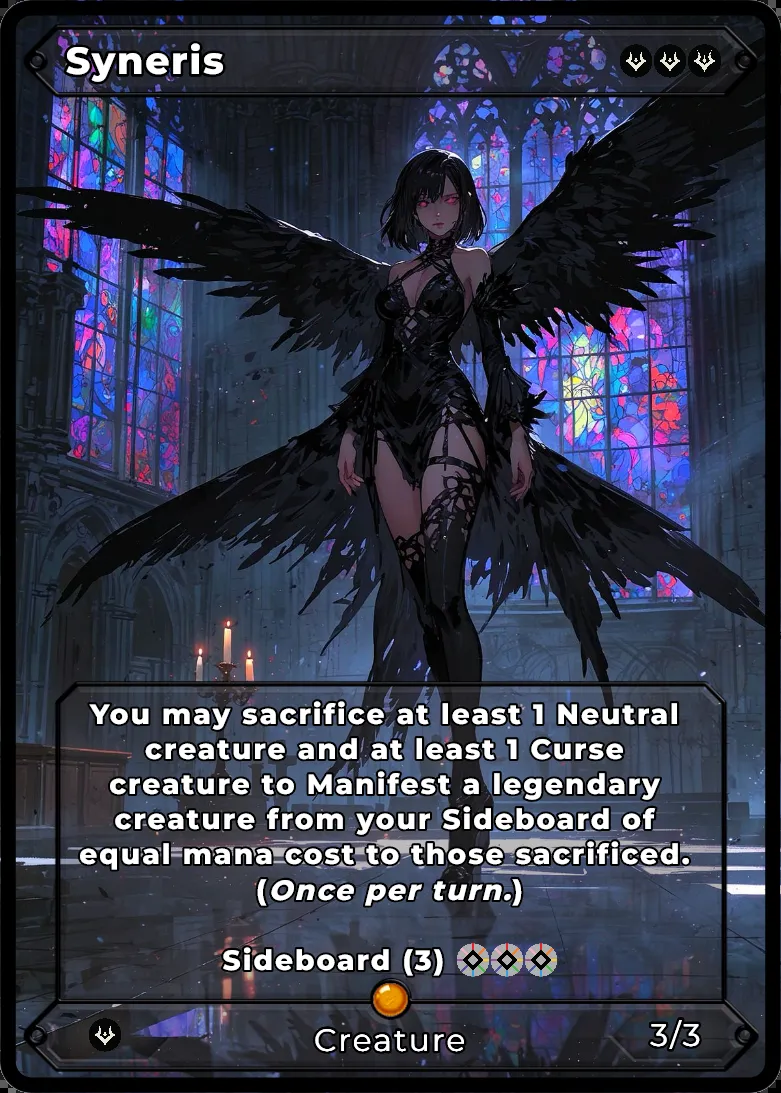 Syneris
You may sacrifice at least 1 Neutral
creature and at least 1 Curse
creature to Manifest a legendary
creature from your Sideboard of
equal mana cost to those sacrificed.
(Once per turn.)
Sideboard (3)
Creature
3/3